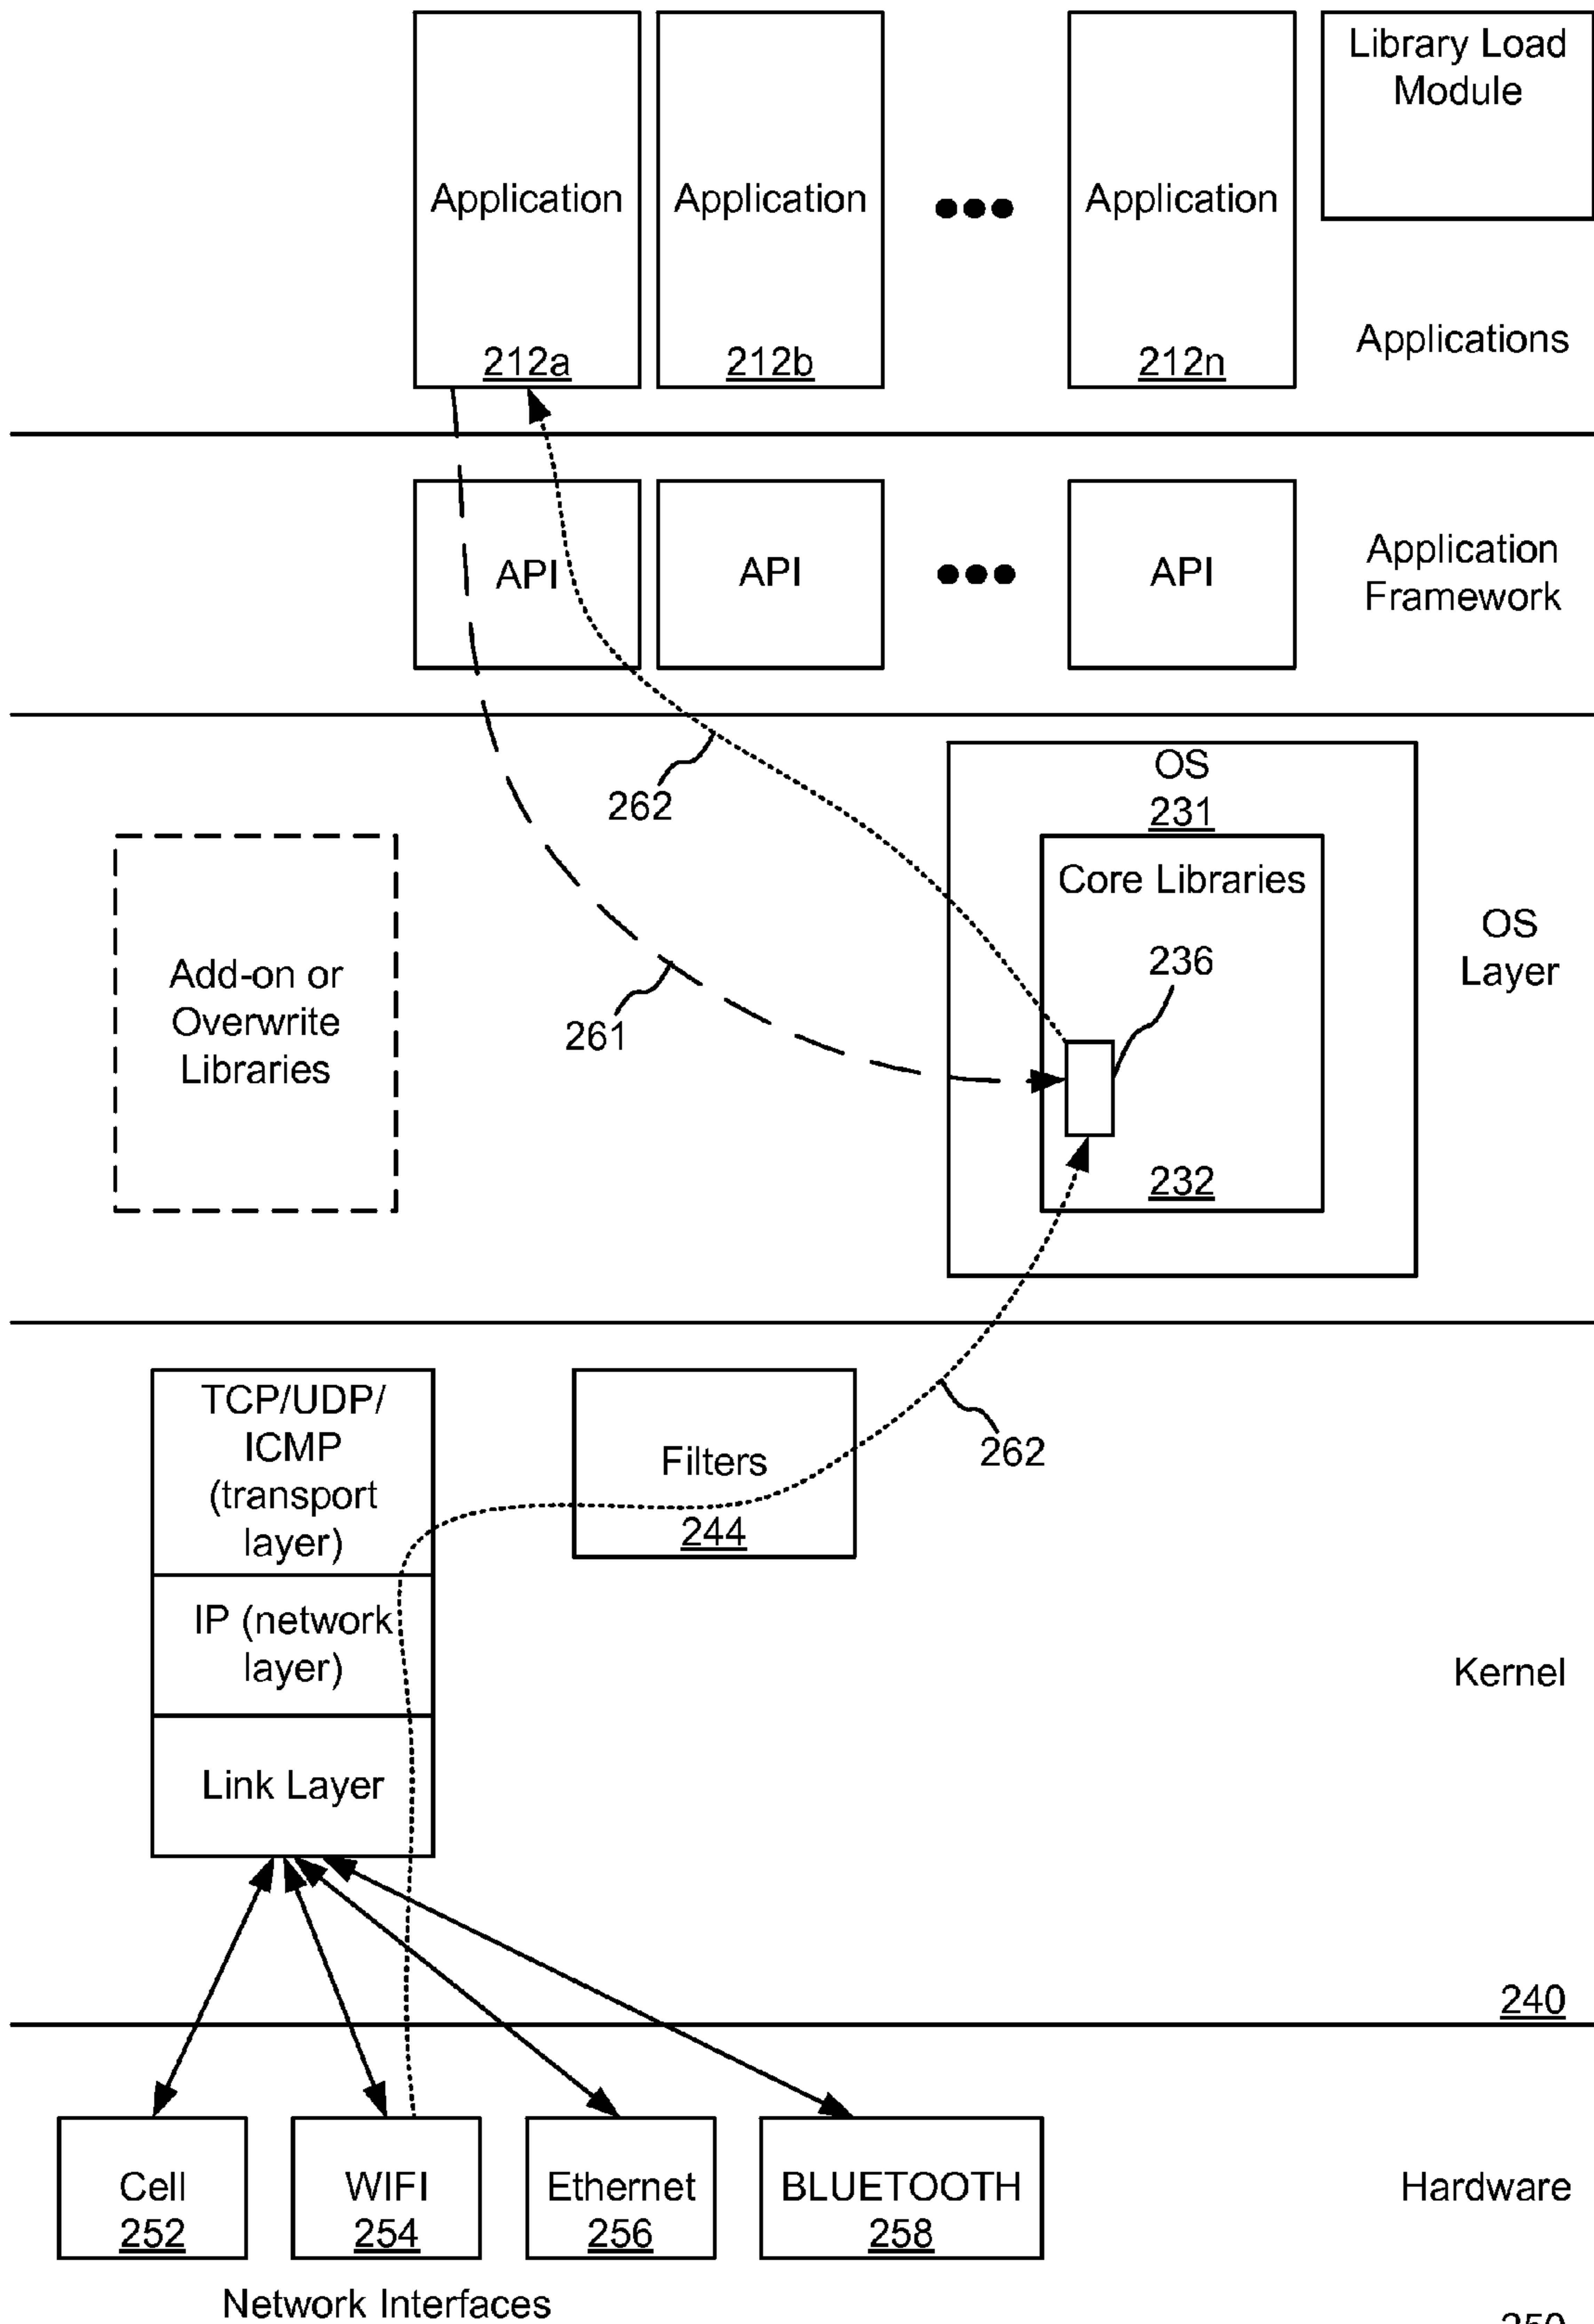 Library Load
Module
Application
Application
Application
212a
212b
212n
Applications
API
API
API
Application
Framework
262
OS
231
Core Libraries
236
OS
Layer
Add-on or
Overwrite
Libraries
261
232
TCP/UDP/
ICMP
(transport
layer)
Filters
244
262
IP (network
layer)
Kernel
Link Layer
240
Cell
252
WIFI
254
Ethernet
256
BLUETOOTH
258
Hardware
Network Interfaces